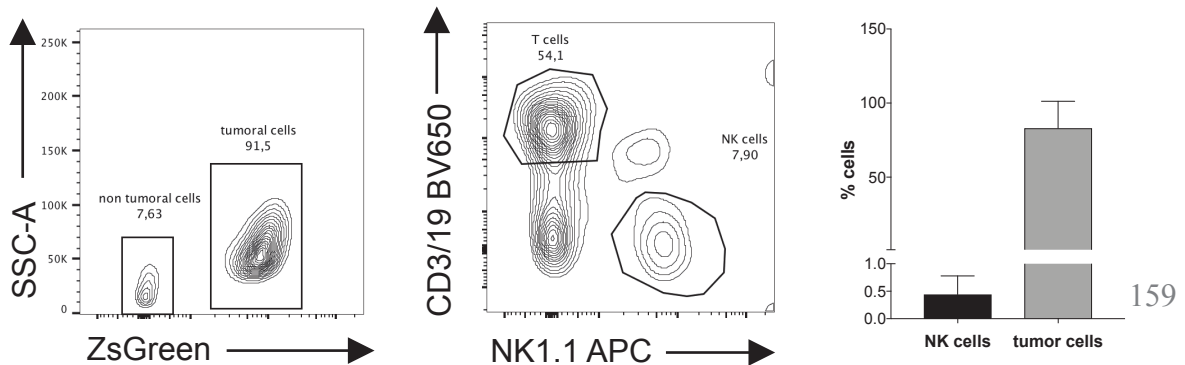 250K
200K
150K
100K
50K
0
SSC-A
tumoral cells
91,5
non tumoral cells
7,63
ZsGreen
CD3/19 BV650
T cells
54,1
NK cells
7,90
NK1.1 APC
% cells
150
100
50
1.0
0.5
0.0
NK cells tumor cells
159